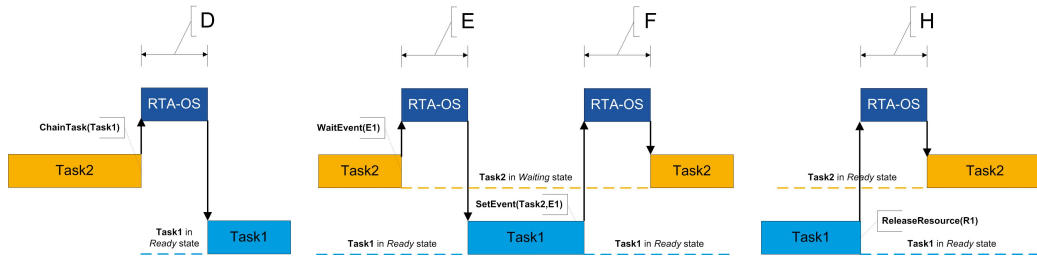 D
E
F
H
RTA-OS
RTA-OS
RTA-OS
RTA-OS
ChainTask(Task1)
WaitEvent(E1)
Task2
Task2
Task2
Task2
Task2 in Waiting state
Task2 in Ready state
SetEvent(Task2,E1)
ReleaseResource(R1)
Task1 in
Ready state
Task1
Task1 in Ready state
Task1
Task1 in Ready state
Task1
Task1 in Ready state